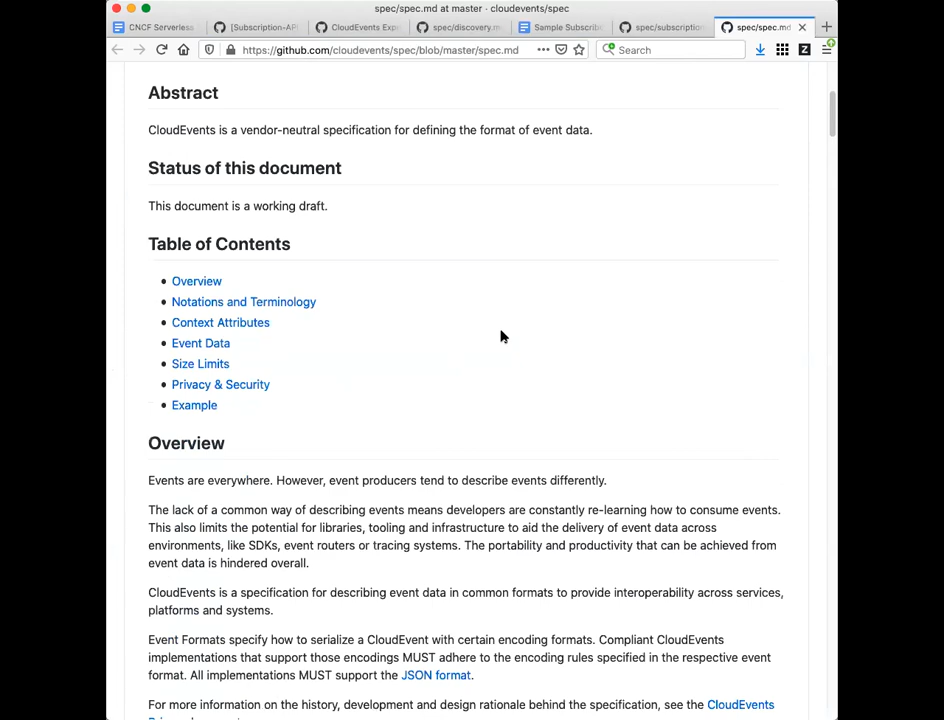 spec/spec.md at master · cloudevents/spec
CNCF Serverless
[Subscription-API
CloudEvents Expe
spec/discovery.m
Sample Subscribe
spec/subscription
spec/spec.md
https://github.com/cloudevents/spec/blob/master/spec.md
Search
Abstract
CloudEvents is a vendor-neutral specification for defining the format of event data.
Status of this document
This document is a working draft.
Table of Contents
• Overview
• Notations and Terminology
• Context Attributes
• Event Data
• Size Limits
• Privacy & Security
• Example
Overview
Events are everywhere. However, event producers tend to describe events differently.
The lack of a common way of describing events means developers are constantly re-learning how to consume events.
This also limits the potential for libraries, tooling and infrastructure to aid the delivery of event data across
environments, like SDKs, event routers or tracing systems. The portability and productivity that can be achieved from
event data is hindered overall.
CloudEvents is a specification for describing event data in common formats to provide interoperability across services,
platforms and systems.
Event Formats specify how to serialize a CloudEvent with certain encoding formats. Compliant CloudEvents
implementations that support those encodings MUST adhere to the encoding rules specified in the respective event
format. All implementations MUST support the JSON format.
For more information on the history, development and design rationale behind the specification, see the CloudEvents